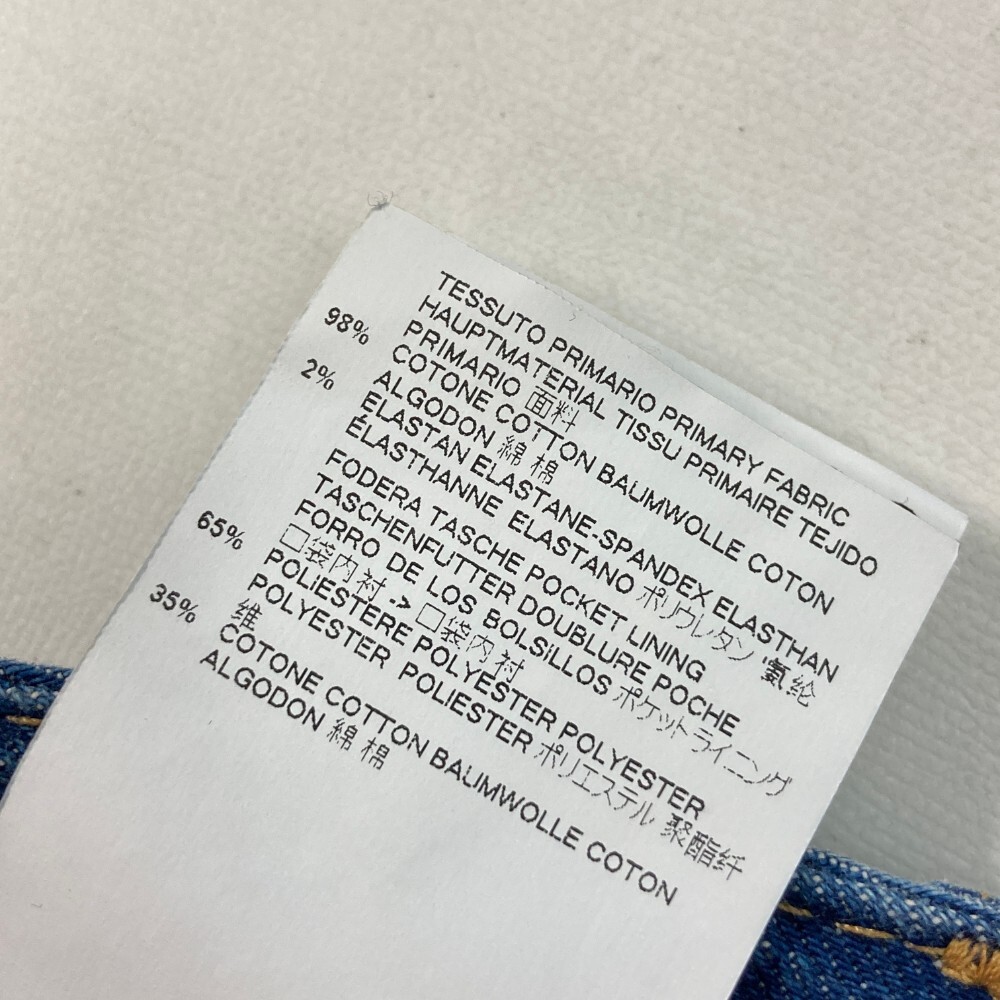 TESSUTO PRIMARIO PRIMARY FABRIC
HAUPTMATERIAL TISSU PRIMAIRE TEJIDO
PRIMARIO 面料
98% COTONE COTTON BAUMWOLLE COTON
ALGODON 綿 棉
2% ELASTAN ELASTANE-SPANDEX ELASTHAN
ÉLASTHANNE ELASTANO ポリウレタン 氨纶
FODERA TASCHE POCKET LINING
TASCHENFUTTER DOUBLURE POCHE
FORRO DE LOS BOLSILLOS ポケットライニング
口袋内衬 -> 口袋内衬
65% POLIESTERE POLYESTER POLYESTER
POLYESTER POLIESTER ポリエステル 聚酯纤
维
35% COTONE COTTON BAUMWOLLE COTON
ALGODON 綿 棉